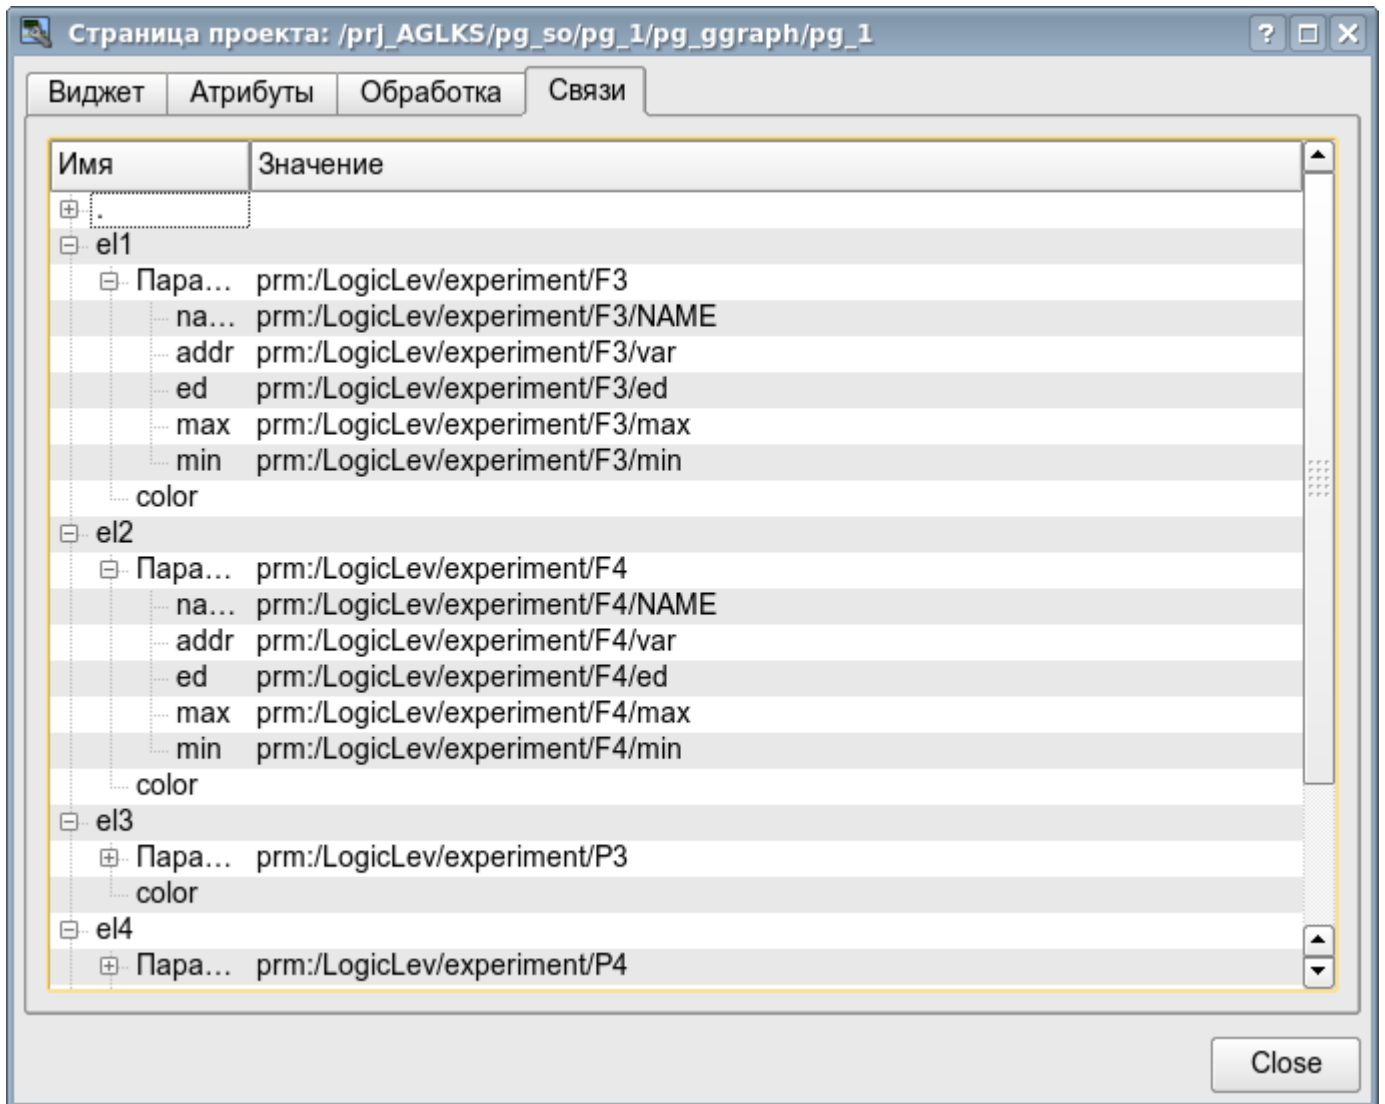 Страница проекта: /prj_AGLKS/pg_so/pg_1/pg_ggraph/pg_1
Виджет Атрибуты Обработка Связи
Имя Значение
.
el1
Пара... prm:/LogicLev/experiment/F3
na... prm:/LogicLev/experiment/F3/NAME
addr prm:/LogicLev/experiment/F3/var
ed prm:/LogicLev/experiment/F3/ed
max prm:/LogicLev/experiment/F3/max
min prm:/LogicLev/experiment/F3/min
color
el2
Пара... prm:/LogicLev/experiment/F4
na... prm:/LogicLev/experiment/F4/NAME
addr prm:/LogicLev/experiment/F4/var
ed prm:/LogicLev/experiment/F4/ed
max prm:/LogicLev/experiment/F4/max
min prm:/LogicLev/experiment/F4/min
color
el3
Пара... prm:/LogicLev/experiment/P3
color
el4
Пара... prm:/LogicLev/experiment/P4
Close